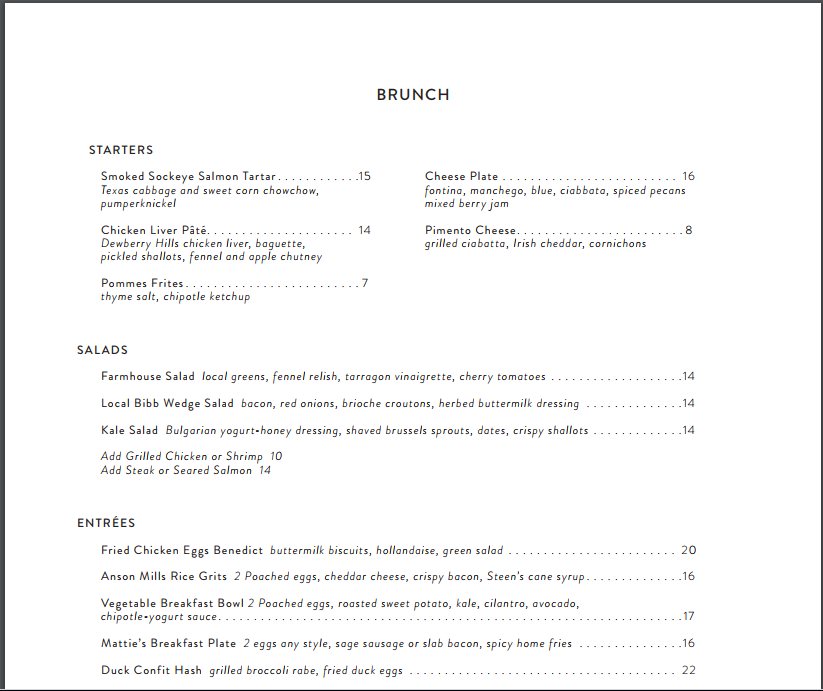 BRUNCH
STARTERS
Smoked Sockeye Salmon Tartar. . . . . . . . . . . .15
Texas cabbage and sweet corn chowchow,
pumperknickel
Chicken Liver Pâté. . . . . . . . . . . . . . . . . . . . . 14
Dewberry Hills chicken liver, baguette,
pickled shallots, fennel and apple chutney
Pommes Frites. . . . . . . . . . . . . . . . . . . . . . . . .7
thyme salt, chipotle ketchup
Cheese Plate . . . . . . . . . . . . . . . . . . . . . . . . . 16
fontina, manchego, blue, ciabbata, spiced pecans
mixed berry jam
Pimento Cheese. . . . . . . . . . . . . . . . . . . . . . . .8
grilled ciabatta, Irish cheddar, cornichons
SALADS
Farmhouse Salad local greens, fennel relish, tarragon vinaigrette, cherry tomatoes . . . . . . . . . . . . . . . . . . .14
Local Bibb Wedge Salad bacon, red onions, brioche croutons, herbed buttermilk dressing . . . . . . . . . . . . . .14
Kale Salad Bulgarian yogurt-honey dressing, shaved brussels sprouts, dates, crispy shallots . . . . . . . . . . . . .14
Add Grilled Chicken or Shrimp 10
Add Steak or Seared Salmon 14
ENTRÉES
Fried Chicken Eggs Benedict buttermilk biscuits, hollandaise, green salad . . . . . . . . . . . . . . . . . . . . . . . . 20
Anson Mills Rice Grits 2 Poached eggs, cheddar cheese, crispy bacon, Steen's cane syrup. . . . . . . . . . . . . .16
Vegetable Breakfast Bowl 2 Poached eggs, roasted sweet potato, kale, cilantro, avocado,
chipotle-yogurt sauce. . . . . . . . . . . . . . . . . . . . . . . . . . . . . . . . . . . . . . . . . . . . . . . . . . . . . . . . . . . . . . . . . .17
Mattie's Breakfast Plate 2 eggs any style, sage sausage or slab bacon, spicy home fries . . . . . . . . . . . . . . .16
Duck Confit Hash grilled broccoli rabe, fried duck eggs . . . . . . . . . . . . . . . . . . . . . . . . . . . . . . . . . . . . . . 22